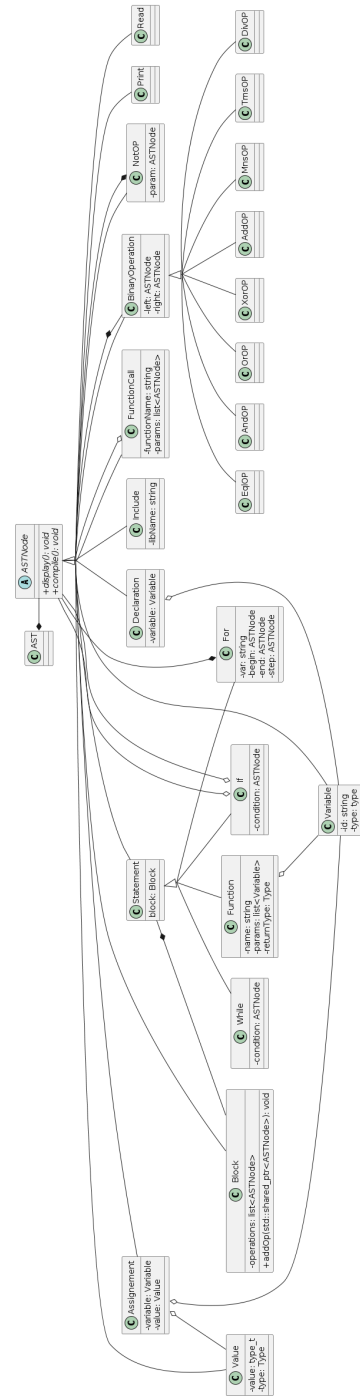 A ASTNode
+display(): void
+compile(): void
C AST
C Read
C Print
C NotOP
-param: ASTNode
C BinaryOperation
-left: ASTNode
-right: ASTNode
C FunctionCall
-functionName: string
-params: list<ASTNode>
C Include
-libName: string
C Declaration
-variable: Variable
C Statement
block: Block
C Assignement
-variable: Variable
-value: Value
C DivOP
C TmsOP
C MnsOP
C AddOP
C XorOP
C OrOP
C AndOP
C EqlOP
C For
-var: string
-begin: ASTNode
-end: ASTNode
-step: ASTNode
C If
-condition: ASTNode
C Function
-name: string
-params: list<Variable>
-returnType: Type
C While
-condition: ASTNode
C Block
-operations: list<ASTNode>
+addOp(std::shared_ptr<ASTNode>): void
C Value
-value: type_t
-type: Type
C Variable
-id: string
-type: type